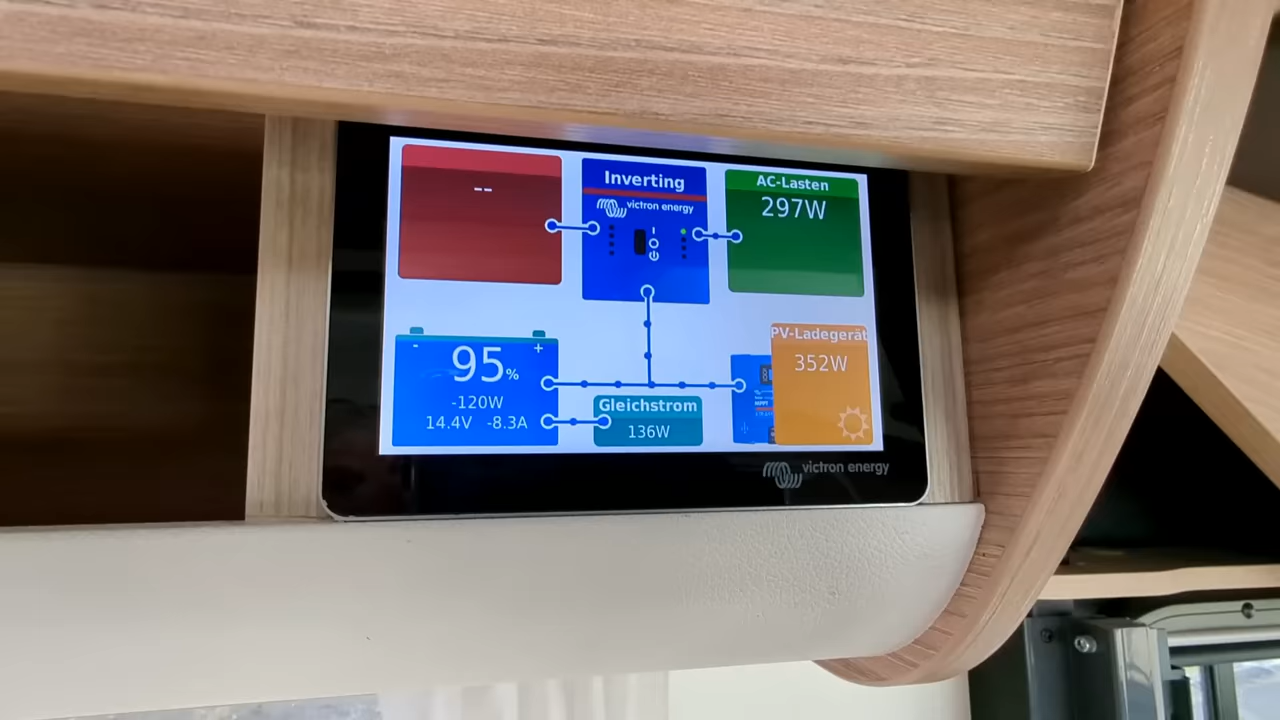 --
Inverting
victron energy
AC-Lasten
297W
- +
95%
-120W
14.4V -8.3A
Gleichstrom
136W
PV-Ladegerät
352W
MPPT
victron energy